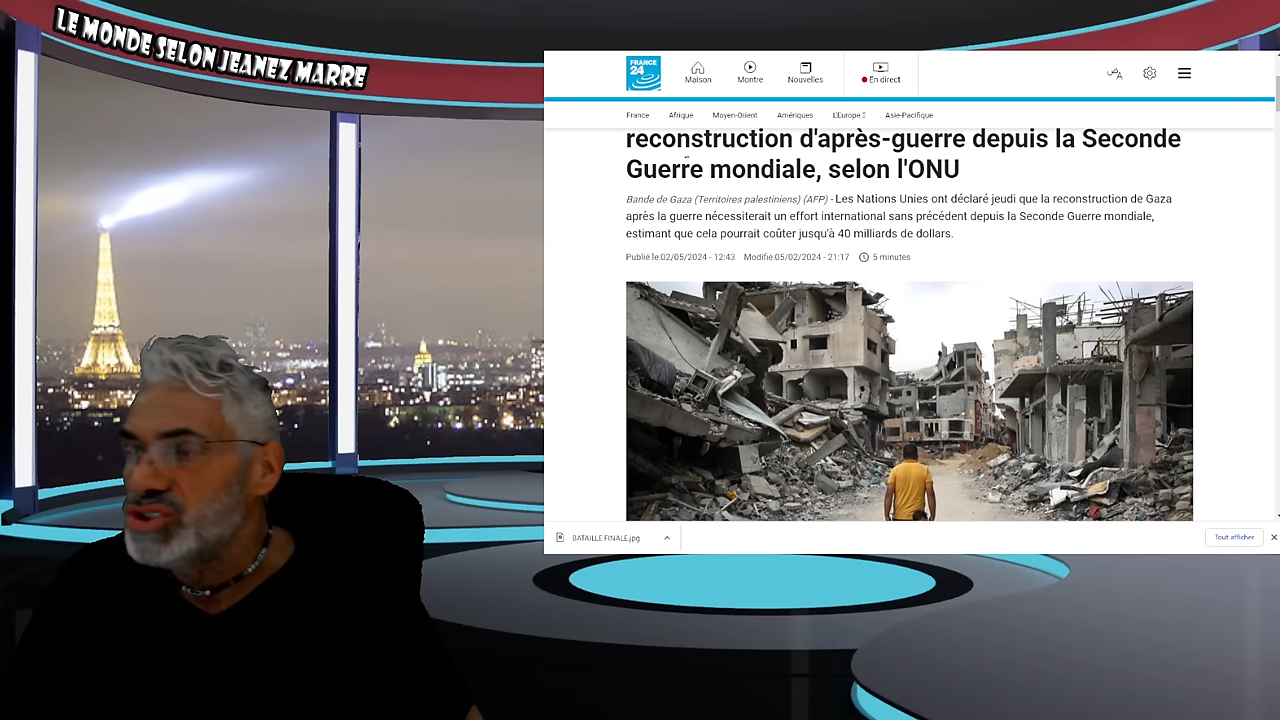 LE MONDE SELON JEANEZ MARRE
FRANCE
24
Maison
Montre
Nouvelles
En direct
France Afrique Moyen-Orient Amériques L'Europe Asie-Pacifique
reconstruction d'après-guerre depuis la Seconde
Guerre mondiale, selon l'ONU
Bande de Gaza (Territoires palestiniens) (AFP) - Les Nations Unies ont déclaré jeudi que la reconstruction de Gaza
après la guerre nécessiterait un effort international sans précédent depuis la Seconde Guerre mondiale,
estimant que cela pourrait coûter jusqu'à 40 milliards de dollars.
Publié le:02/05/2024 - 12:43 Modifié:05/02/2024 - 21:17 5 minutes
BATAILLE FINALE.jpg
Tout afficher